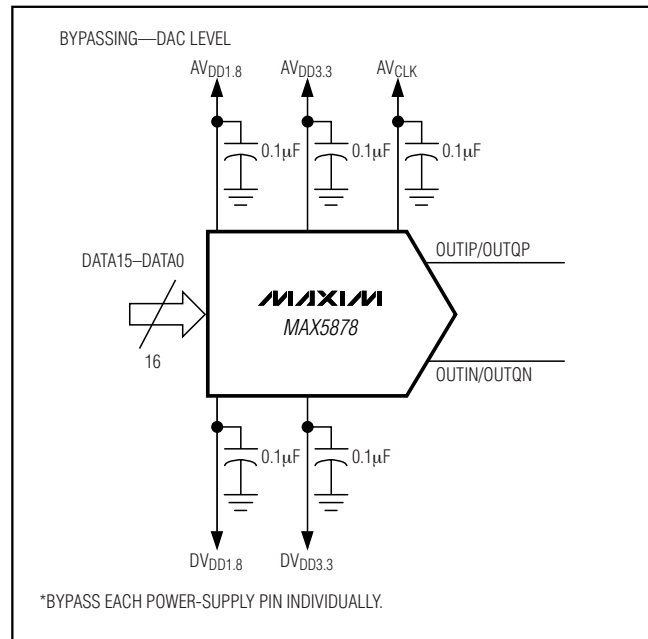 BYPASSING—DAC LEVEL
AVDD1.8 AVDD3.3 AVCLK
0.1µF 0.1µF 0.1µF
DATA15–DATA0
16
MAXIM
MAX5878
OUTIP/OUTQP
OUTIN/OUTQN
0.1µF 0.1µF
DVDD1.8 DVDD3.3
*BYPASS EACH POWER-SUPPLY PIN INDIVIDUALLY.